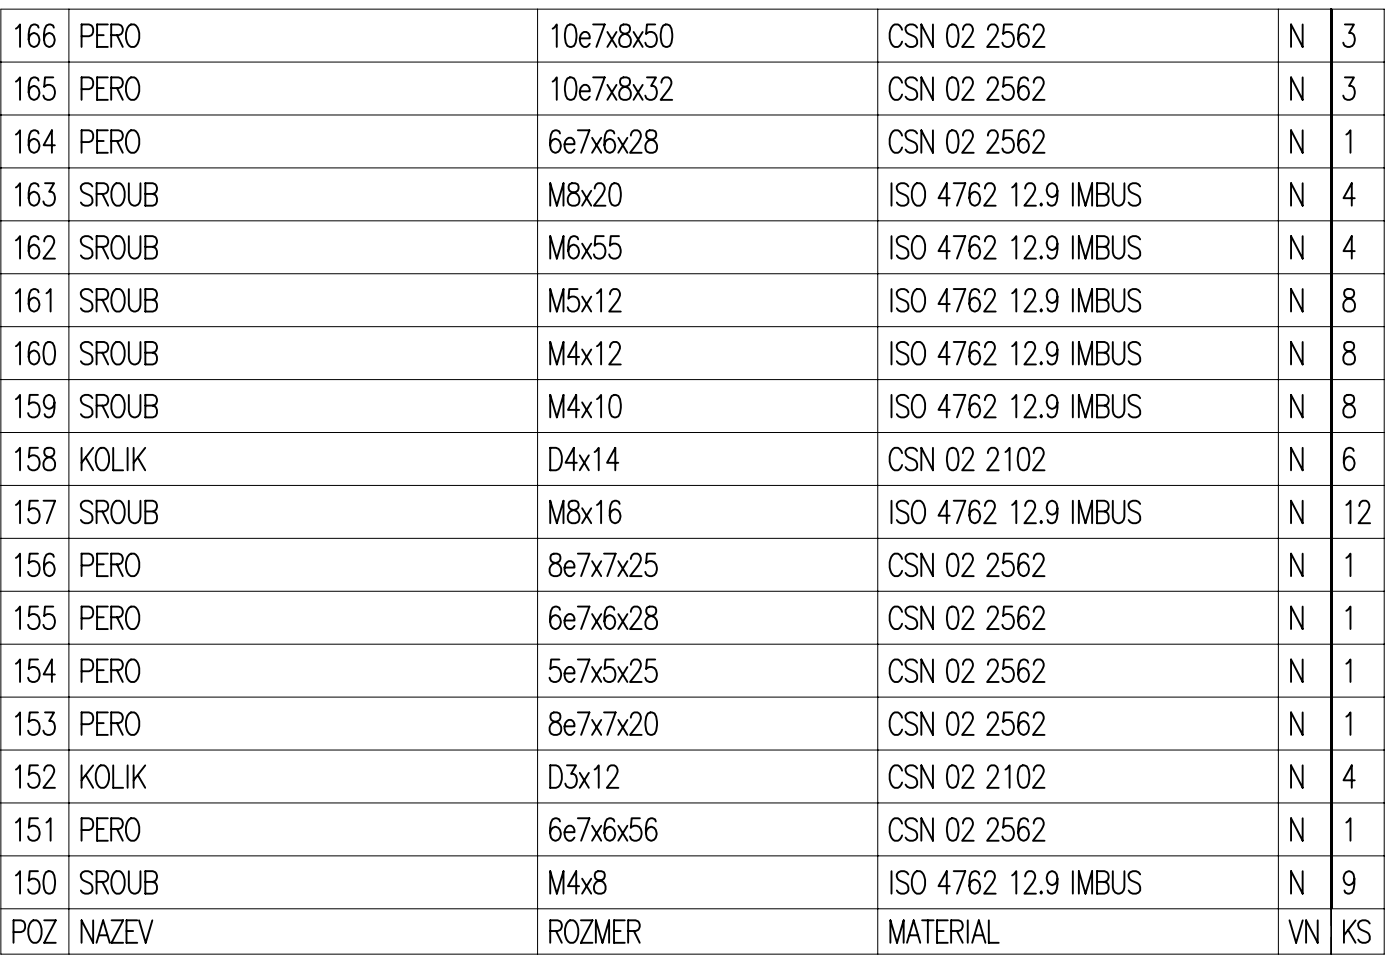 166 PERO 10e7x8x50 CSN 02 2562 N 3
165 PERO 10e7x8x32 CSN 02 2562 N 3
164 PERO 6e7x6x28 CSN 02 2562 N 1
163 SROUB M8x20 ISO 4762 12.9 IMBUS N 4
162 SROUB M6x55 ISO 4762 12.9 IMBUS N 4
161 SROUB M5x12 ISO 4762 12.9 IMBUS N 8
160 SROUB M4x12 ISO 4762 12.9 IMBUS N 8
159 SROUB M4x10 ISO 4762 12.9 IMBUS N 8
158 KOLIK D4x14 CSN 02 2102 N 6
157 SROUB M8x16 ISO 4762 12.9 IMBUS N 12
156 PERO 8e7x7x25 CSN 02 2562 N 1
155 PERO 6e7x6x28 CSN 02 2562 N 1
154 PERO 5e7x5x25 CSN 02 2562 N 1
153 PERO 8e7x7x20 CSN 02 2562 N 1
152 KOLIK D3x12 CSN 02 2102 N 4
151 PERO 6e7x6x56 CSN 02 2562 N 1
150 SROUB M4x8 ISO 4762 12.9 IMBUS N 9
POZ NAZEV ROZMER MATERIAL VN KS